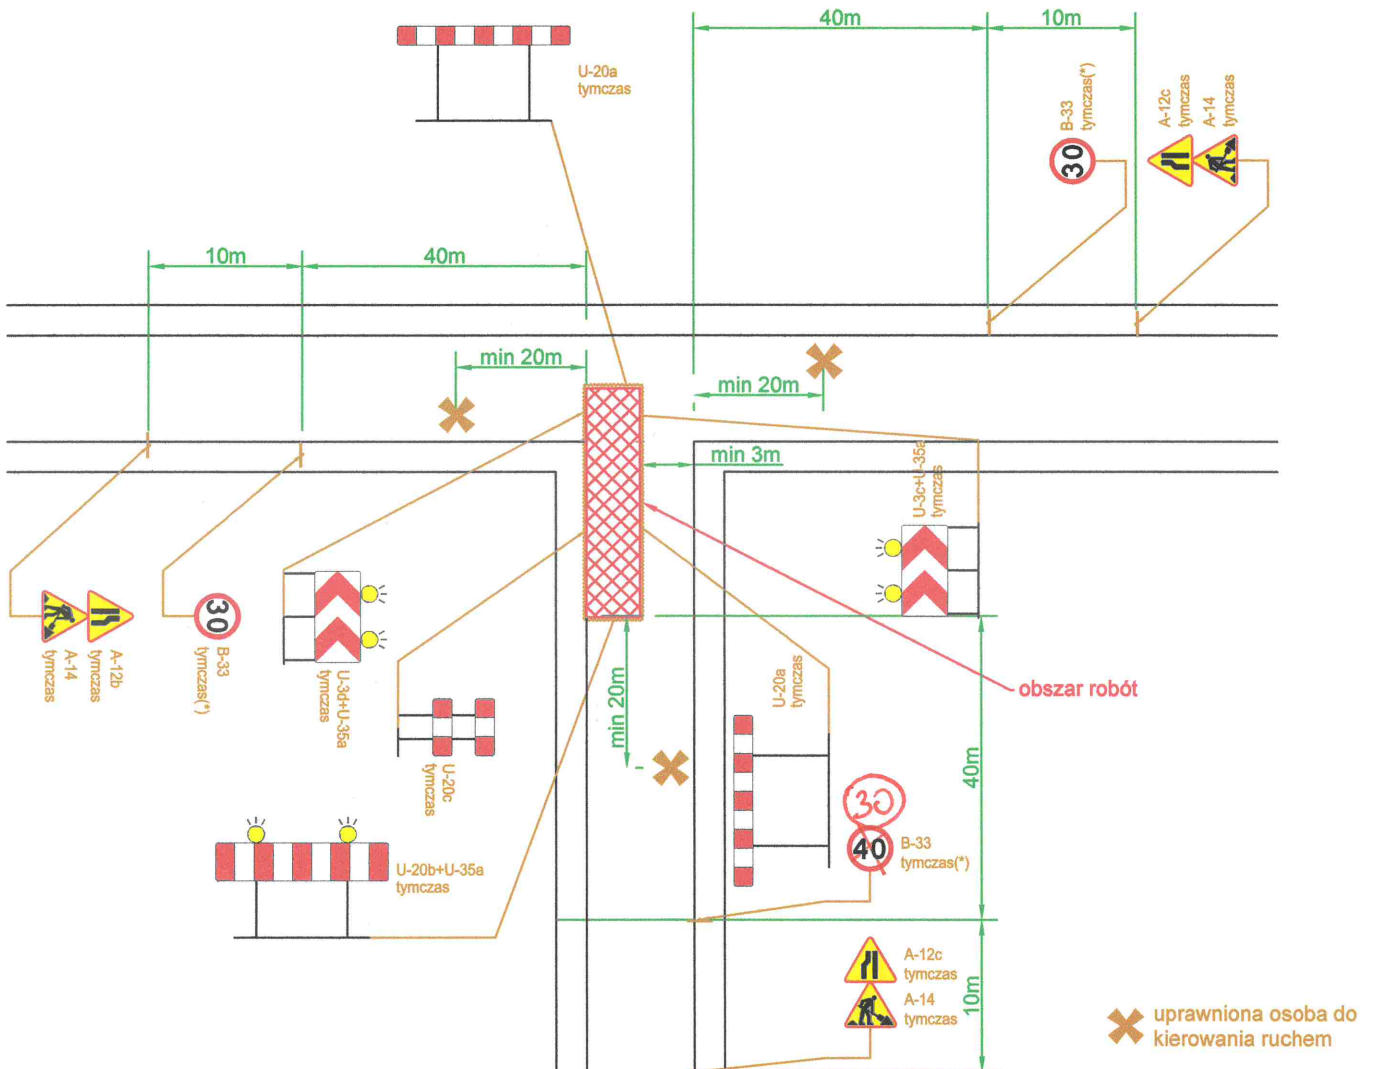 40m
10m
U-20a
tymczas
B-33
tymczas(*)
A-12c
tymczas
A-14
tymczas
30
10m
40m
min 20m
min 20m
min 3m
U-3c+U-35a
tymczas
30
A-14
tymczas
A-12b
tymczas
B-33
tymczas(*)
U-3d+U-35a
tymczas
U-20c
tymczas
min 20m
U-20a
tymczas
obszar robót
40m
30
40
B-33
tymczas(*)
U-20b+U-35a
tymczas
A-12c
tymczas
A-14
tymczas
10m
uprawniona osoba do
kierowania ruchem